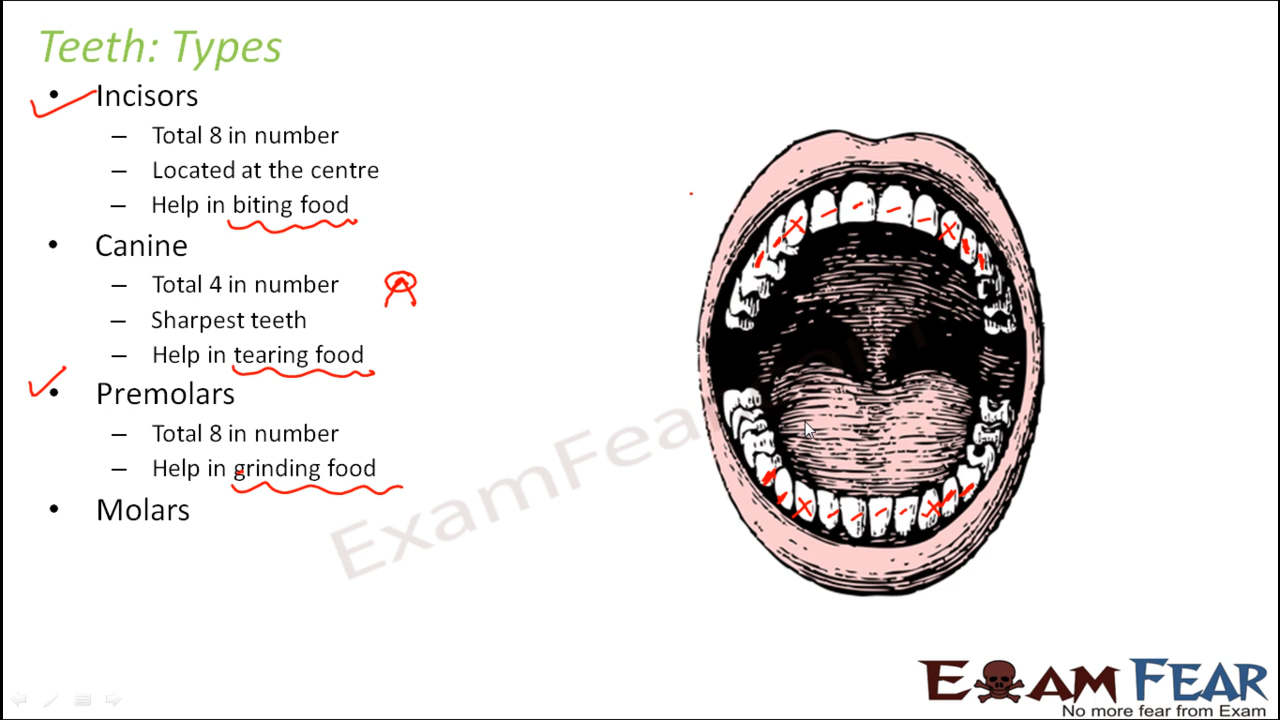 Teeth: Types
• Incisors
– Total 8 in number
– Located at the centre
– Help in biting food
• Canine
– Total 4 in number
– Sharpest teeth
– Help in tearing food
• Premolars
– Total 8 in number
– Help in grinding food
• Molars
ExamFear
EXAM FEAR
No more fear from Exam